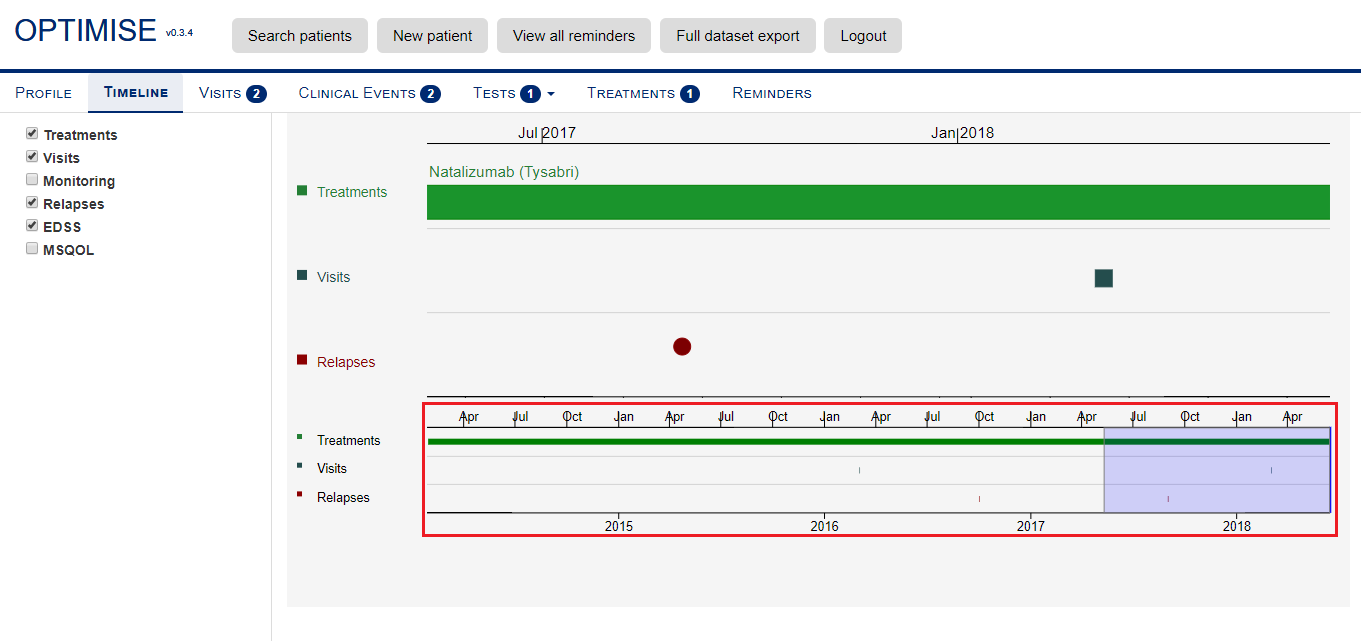 OPTIMISE v0.3.4 Search patients New patient View all reminders Full dataset export Logout
PROFILE TIMELINE VISITS 2 CLINICAL EVENTS 2 TESTS 1 TREATMENTS 1 REMINDERS
Treatments
Visits
Monitoring
Relapses
EDSS
MSQOL
Jul 2017 Jan 2018
Natalizumab (Tysabri)
Treatments
Visits
Relapses
Apr Jul Oct Jan Apr Jul Oct Jan Apr Jul Oct Jan Apr Jul Oct Jan Apr
Treatments
Visits
Relapses
2015 2016 2017 2018